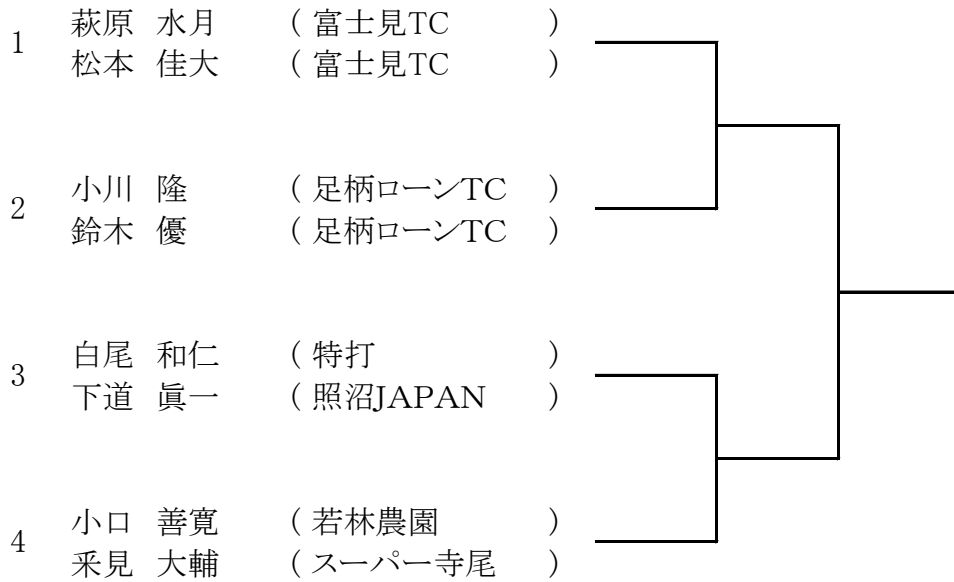 1
萩原 水月 ( 富士見TC )
松本 佳大 ( 富士見TC )
2
小川 隆 ( 足柄ローンTC )
鈴木 優 ( 足柄ローンTC )
3
白尾 和仁 ( 特打 )
下道 眞一 ( 照沼JAPAN )
4
小口 善寛 ( 若林農園 )
釆見 大輔 ( スーパー寺尾 )